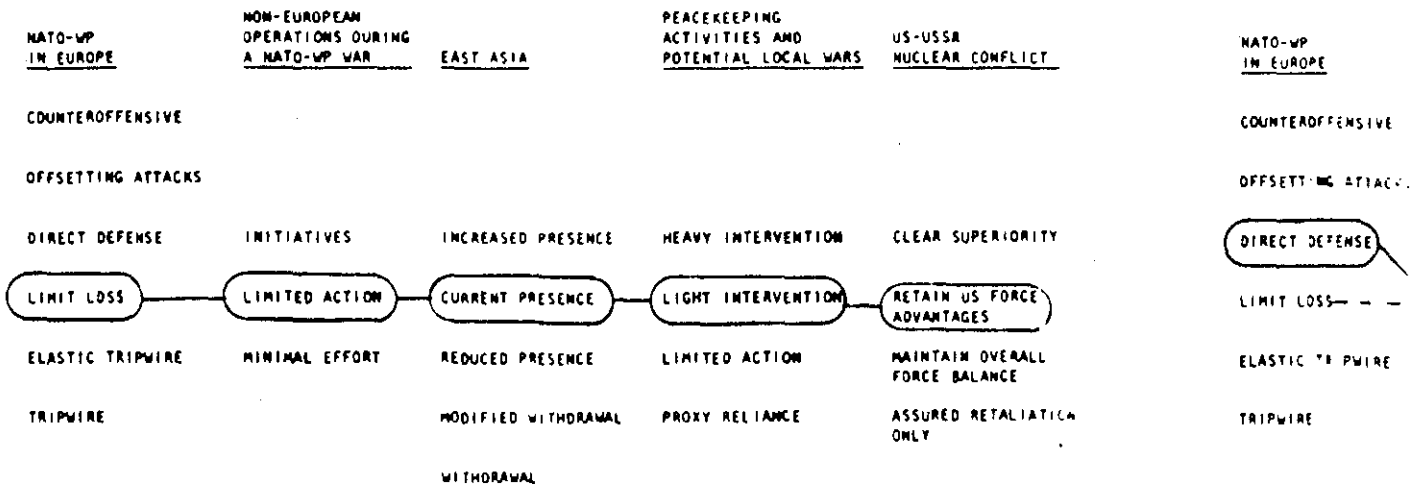 NATO-WP
IN EUROPE
COUNTEROFFENSIVE
OFFSETTING ATTACKS
DIRECT DEFENSE
LIMIT LOSS
ELASTIC TRIPWIRE
TRIPWIRE
NON-EUROPEAN
OPERATIONS DURING
A NATO-WP WAR
INITIATIVES
LIMITED ACTION
MINIMAL EFFORT
EAST ASIA
INCREASED PRESENCE
CURRENT PRESENCE
REDUCED PRESENCE
MODIFIED WITHDRAWAL
WITHDRAWAL
PEACEKEEPING
ACTIVITIES AND
POTENTIAL LOCAL WARS
HEAVY INTERVENTION
LIGHT INTERVENTION
LIMITED ACTION
PROXY RELIANCE
US-USSR
NUCLEAR CONFLICT
CLEAR SUPERIORITY
RETAIN US FORCE
ADVANTAGES
MAINTAIN OVERALL
FORCE BALANCE
ASSURED RETALIATION
ONLY
NATO-WP
IN EUROPE
COUNTEROFFENSIVE
OFFSETTING ATTACK
DIRECT DEFENSE
LIMIT LOSS
ELASTIC TRIPWIRE
TRIPWIRE